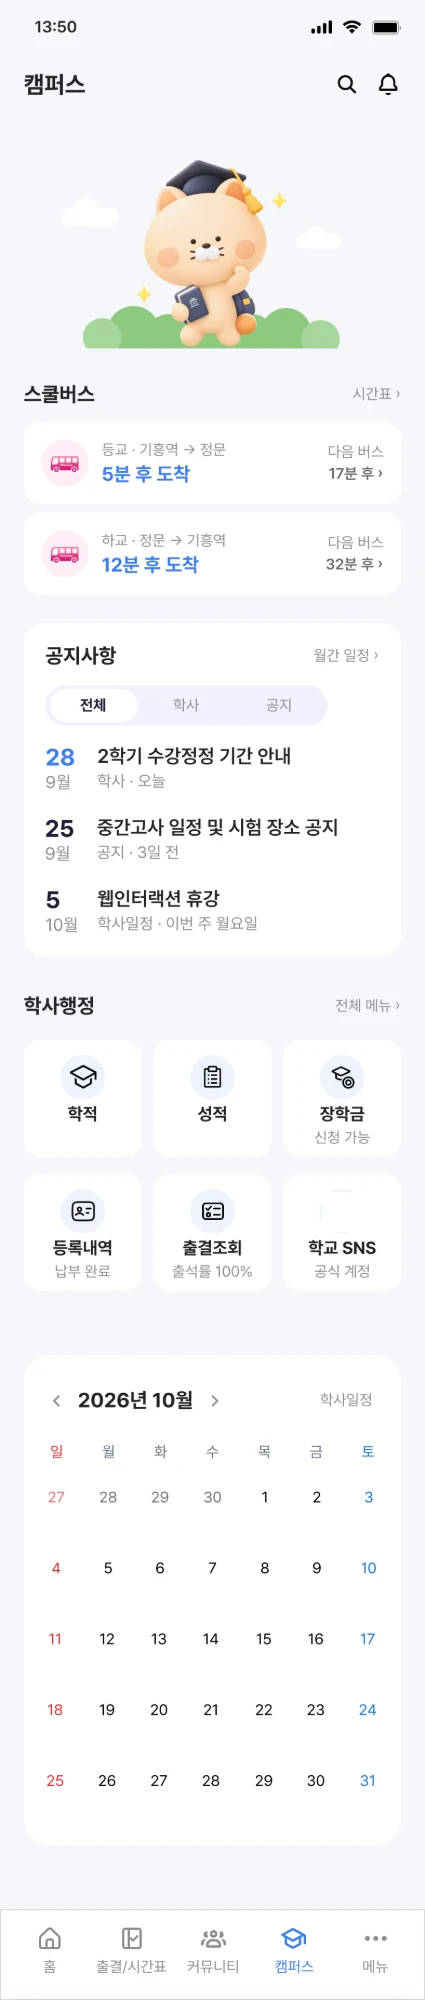 13:50
캠퍼스
스쿨버스 시간표 ›
등교 · 기흥역 → 정문 다음 버스
5분 후 도착 17분 후 ›
하교 · 정문 → 기흥역 다음 버스
12분 후 도착 32분 후 ›
공지사항 월간 일정 ›
전체 학사 공지
28 2학기 수강정정 기간 안내
9월 학사 · 오늘
25 중간고사 일정 및 시험 장소 공지
9월 공지 · 3일 전
5 웹인터랙션 휴강
10월 학사일정 · 이번 주 월요일
학사행정 전체 메뉴 ›
학적 성적 장학금
신청 가능
등록내역 출결조회 학교 SNS
납부 완료 출석률 100% 공식 계정
‹ 2026년 10월 › 학사일정
일 월 화 수 목 금 토
27 28 29 30 1 2 3
4 5 6 7 8 9 10
11 12 13 14 15 16 17
18 19 20 21 22 23 24
25 26 27 28 29 30 31
홈 출결/시간표 커뮤니티 캠퍼스 메뉴